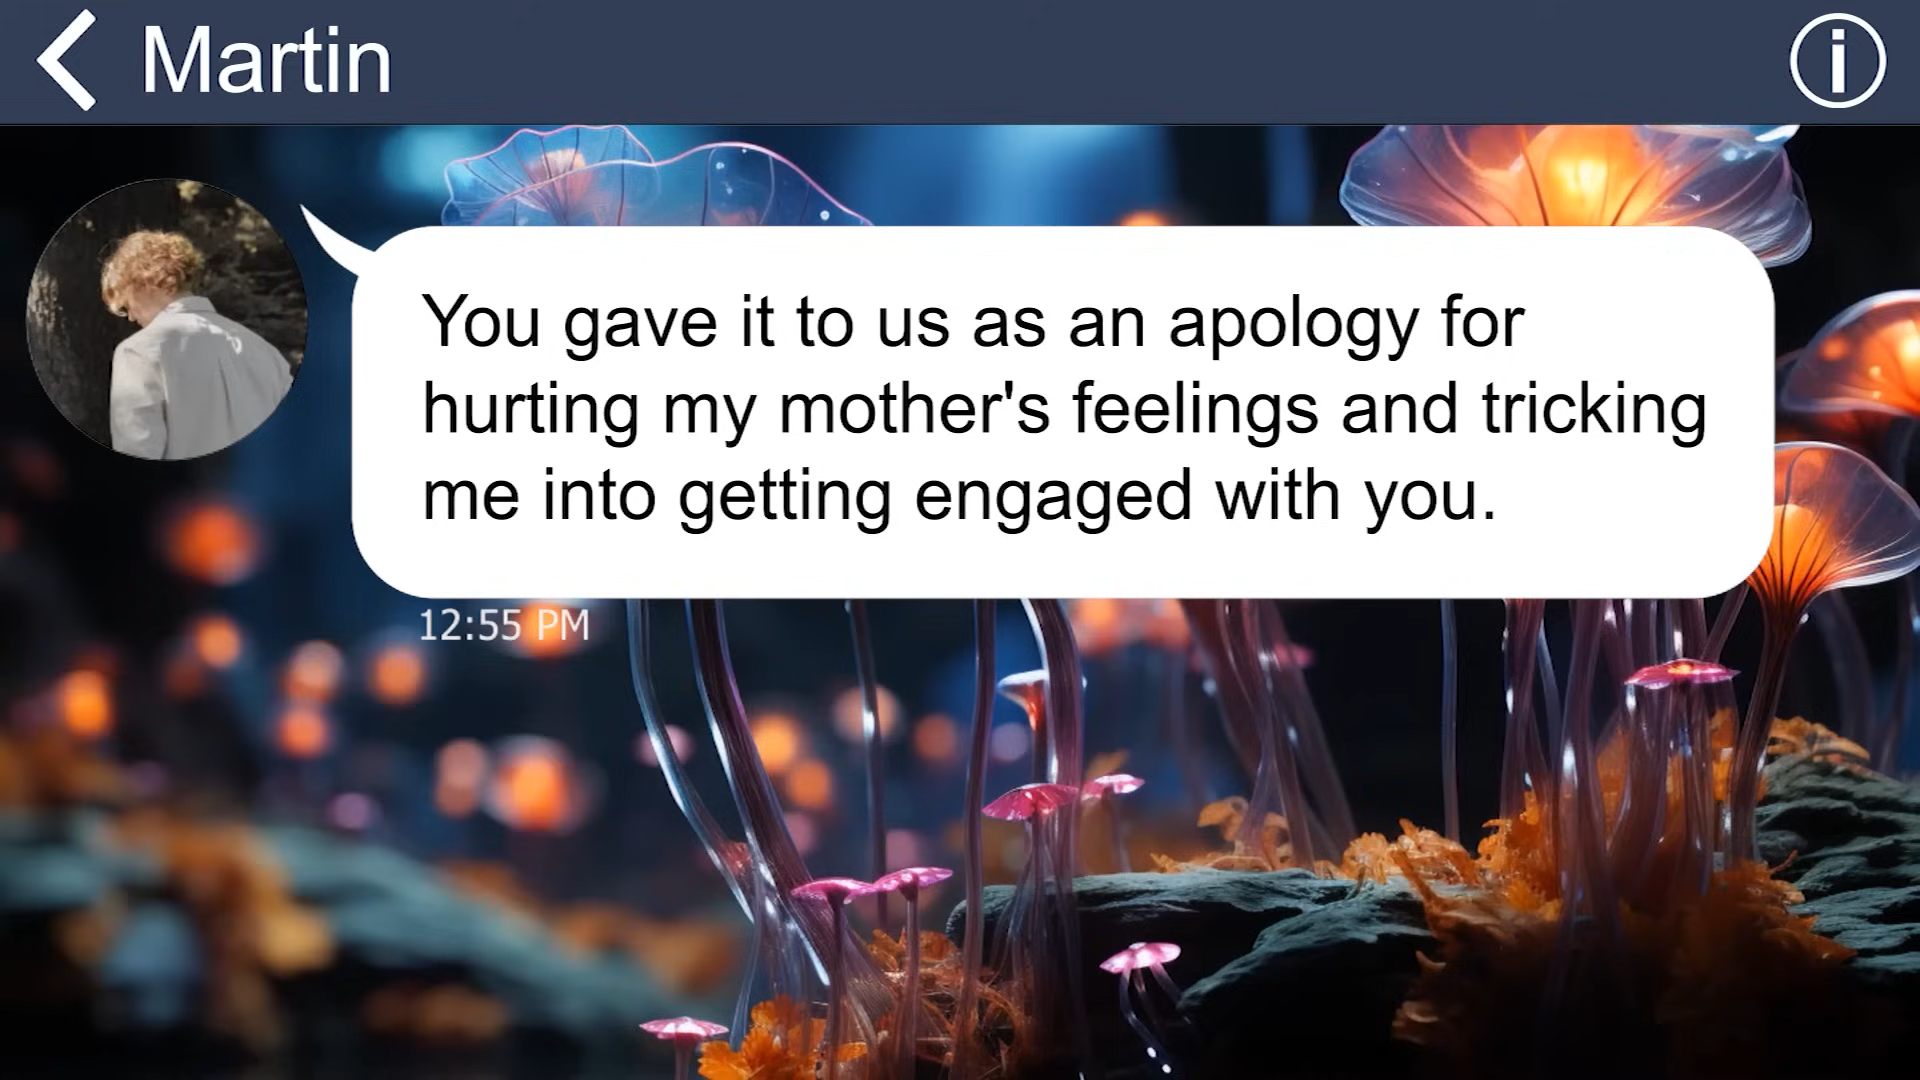 Martin
You gave it to us as an apology for
hurting my mother's feelings and tricking
me into getting engaged with you.
12:55 PM